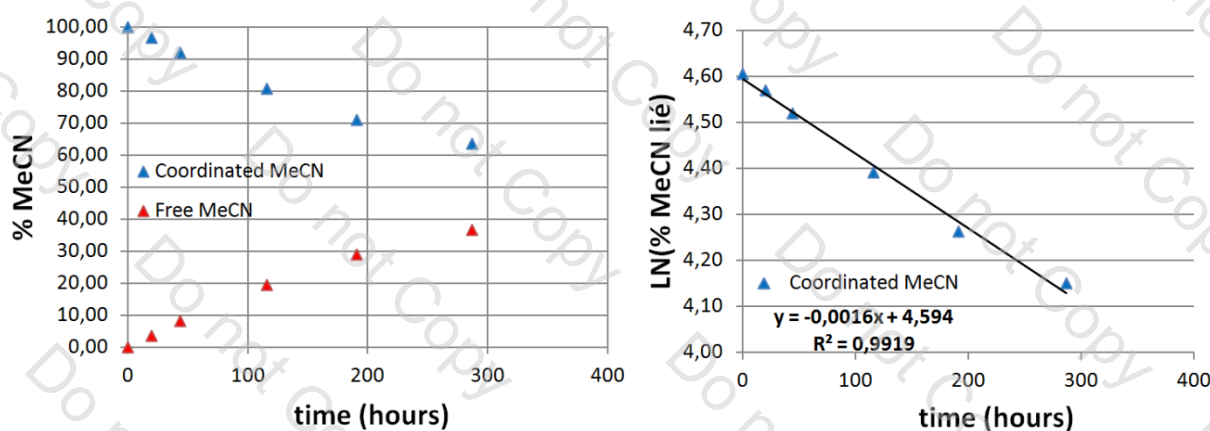 100,00
90,00
80,00
70,00
60,00
50,00
40,00
30,00
20,00
10,00
0,00
% MeCN
Coordinated MeCN
Free MeCN
0
100
200
300
400
time (hours)
4,70
4,60
4,50
4,40
4,30
4,20
4,10
4,00
LN(% MeCN lié)
Coordinated MeCN
y = -0,0016x + 4,594
R² = 0,9919
0
100
200
300
400
time (hours)
Do not Copy